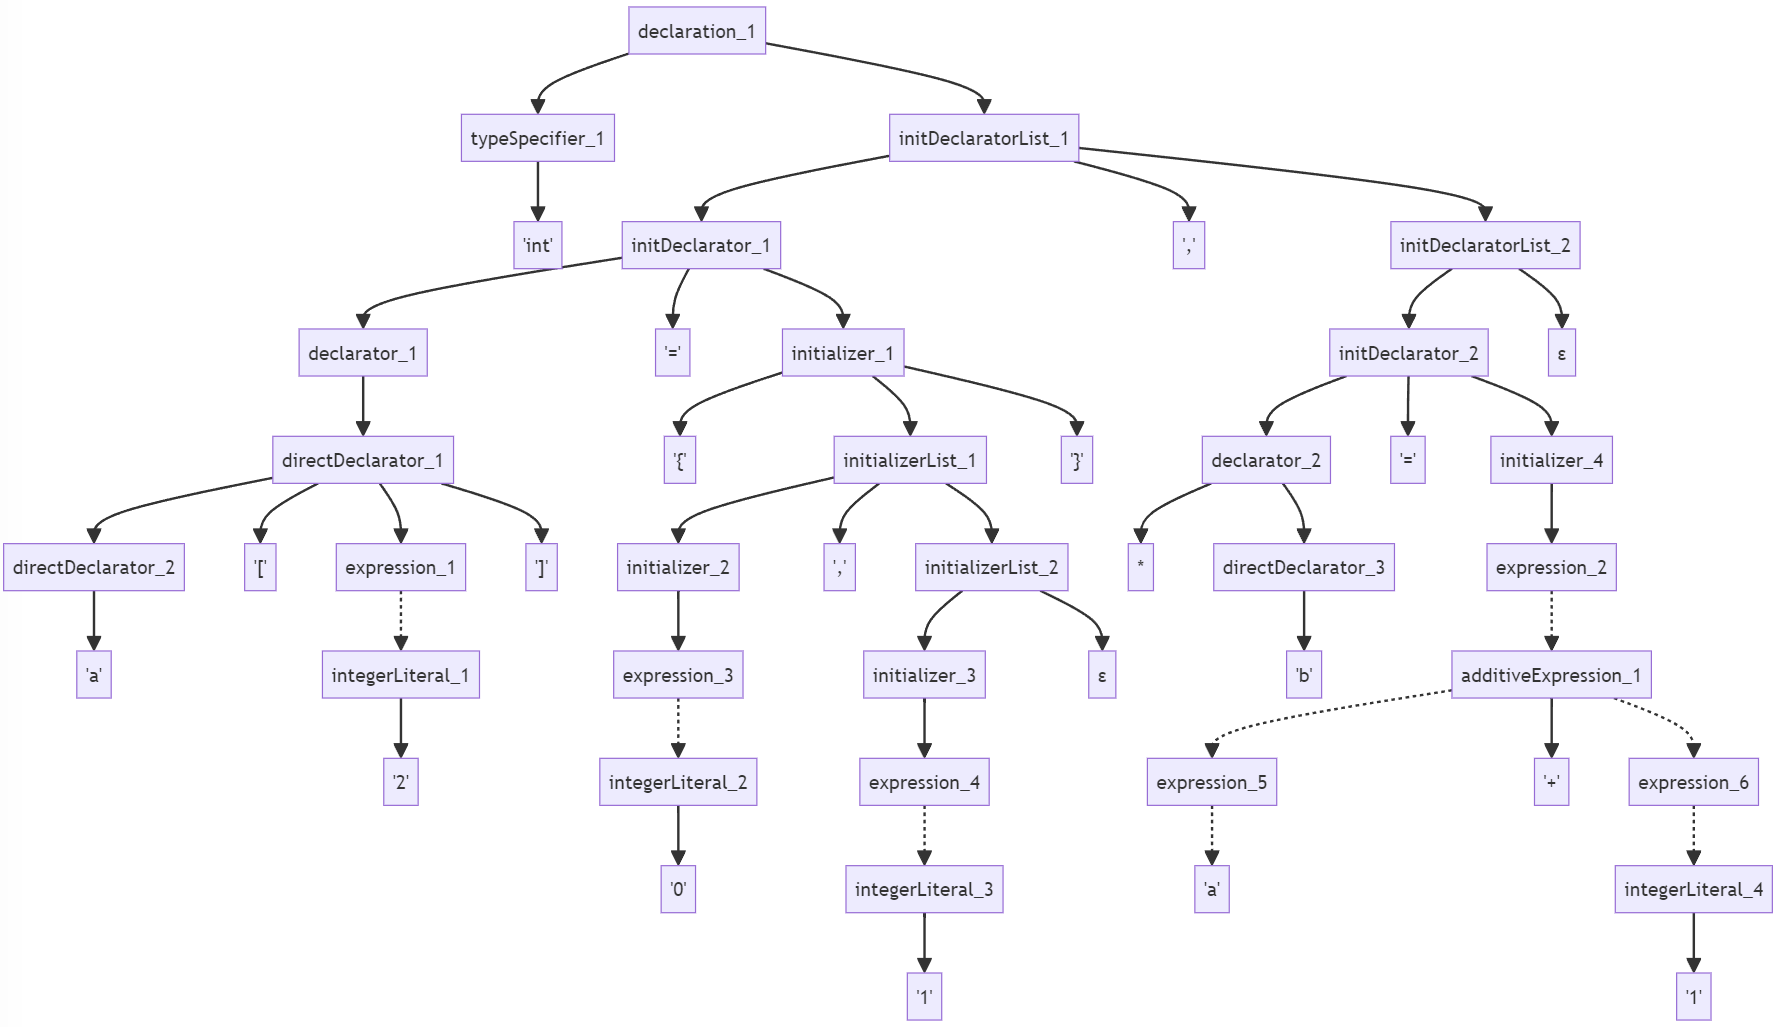 declaration_1
typeSpecifier_1
initDeclaratorList_1
'int'
initDeclarator_1
','
initDeclaratorList_2
declarator_1
'='
initializer_1
initDeclarator_2
ε
directDeclarator_1
'{'
initializerList_1
'}'
declarator_2
'='
initializer_4
directDeclarator_2
'['
expression_1
']'
initializer_2
','
initializerList_2
*
directDeclarator_3
expression_2
'a'
integerLiteral_1
expression_3
initializer_3
ε
'b'
additiveExpression_1
'2'
integerLiteral_2
expression_4
expression_5
'+'
expression_6
'0'
integerLiteral_3
'a'
integerLiteral_4
'1'
'1'